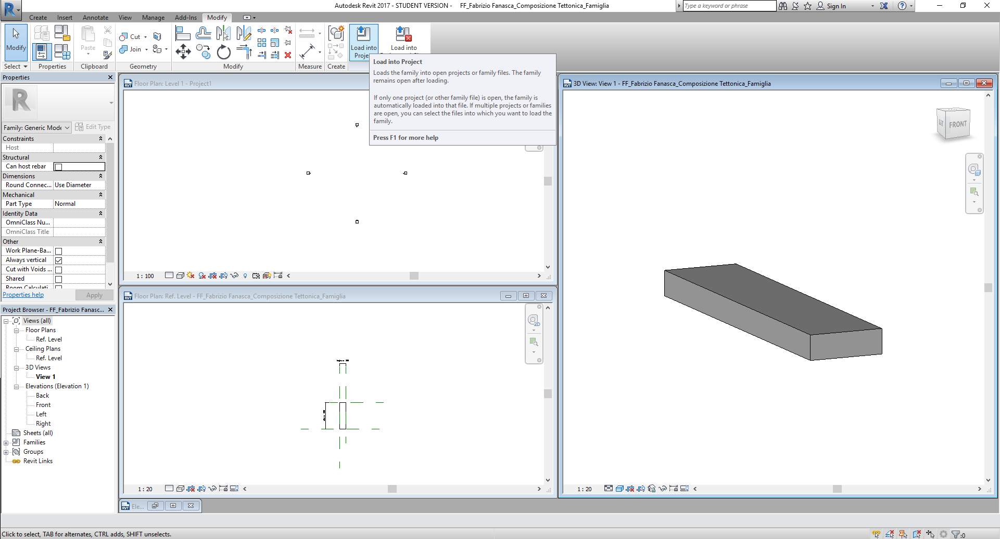 Autodesk Revit 2017 - STUDENT VERSION - FF_Fabrizio Fanasca_Composizione Tettonica_Famiglia
Type a keyword or phrase
Sign In
Create Insert Annotate View Manage Add-Ins Modify
Modify
Paste
Cut
Join
Load into
Proje
Load into
Select Properties Clipboard Geometry Modify Measure Create
Load into Project
Loads the family into open projects or family files. The family
remains open after loading.
If only one project (or other family file) is open, the family is
automatically loaded into that file. If multiple projects or families
are open, you can select the files into which you want to load the
family.
Press F1 for more help
Properties
Family: Generic Mode
Edit Type
Constraints
Host
Structural
Can host rebar
Dimensions
Round Connec... Use Diameter
Mechanical
Part Type Normal
Identity Data
OmniClass Nu...
OmniClass Title
Other
Work Plane-Ba...
Always vertical
Cut with Voids ...
Shared
Room Calculati
Properties help
Apply
Project Browser - FF_Fabrizio Fanasc...
Views (all)
Floor Plans
Ref. Level
Ceiling Plans
Ref. Level
3D Views
View 1
Elevations (Elevation 1)
Back
Front
Left
Right
Sheets (all)
Families
Groups
Revit Links
Floor Plan: Level 1 - Project1
1 : 100
Floor Plan: Ref. Level - FF_Fabrizio Fanasca_Composizione Tettonica_Famiglia
2D
1 : 20
Ele...
3D View: View 1 - FF_Fabrizio Fanasca_Composizione Tettonica_Famiglia
FRONT
1 : 20
Click to select, TAB for alternates, CTRL adds, SHIFT unselects.
:0